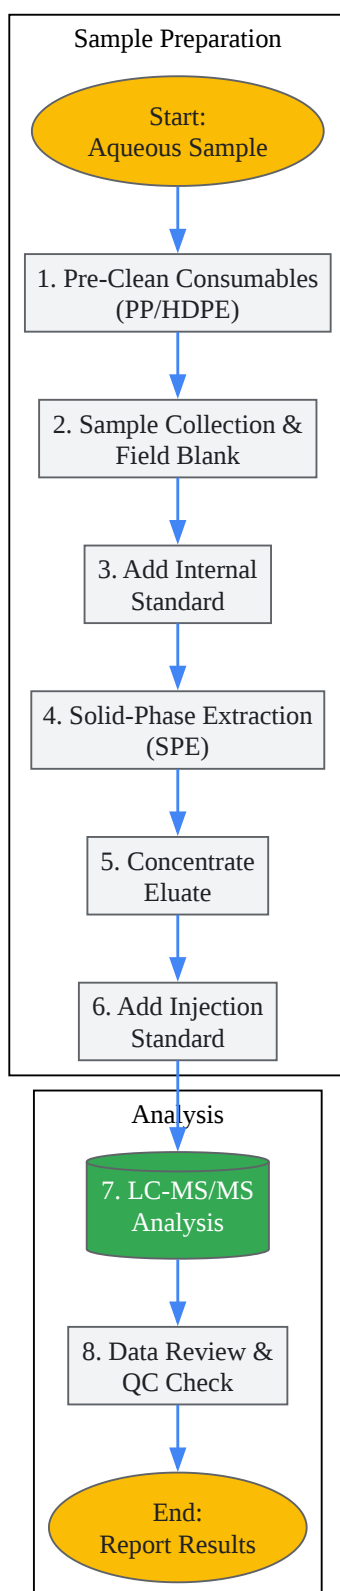 Sample Preparation
Start:
Aqueous Sample
1. Pre-Clean Consumables
(PP/HDPE)
2. Sample Collection &
Field Blank
3. Add Internal
Standard
4. Solid-Phase Extraction
(SPE)
5. Concentrate
Eluate
6. Add Injection
Standard
Analysis
7. LC-MS/MS
Analysis
8. Data Review &
QC Check
End:
Report Results